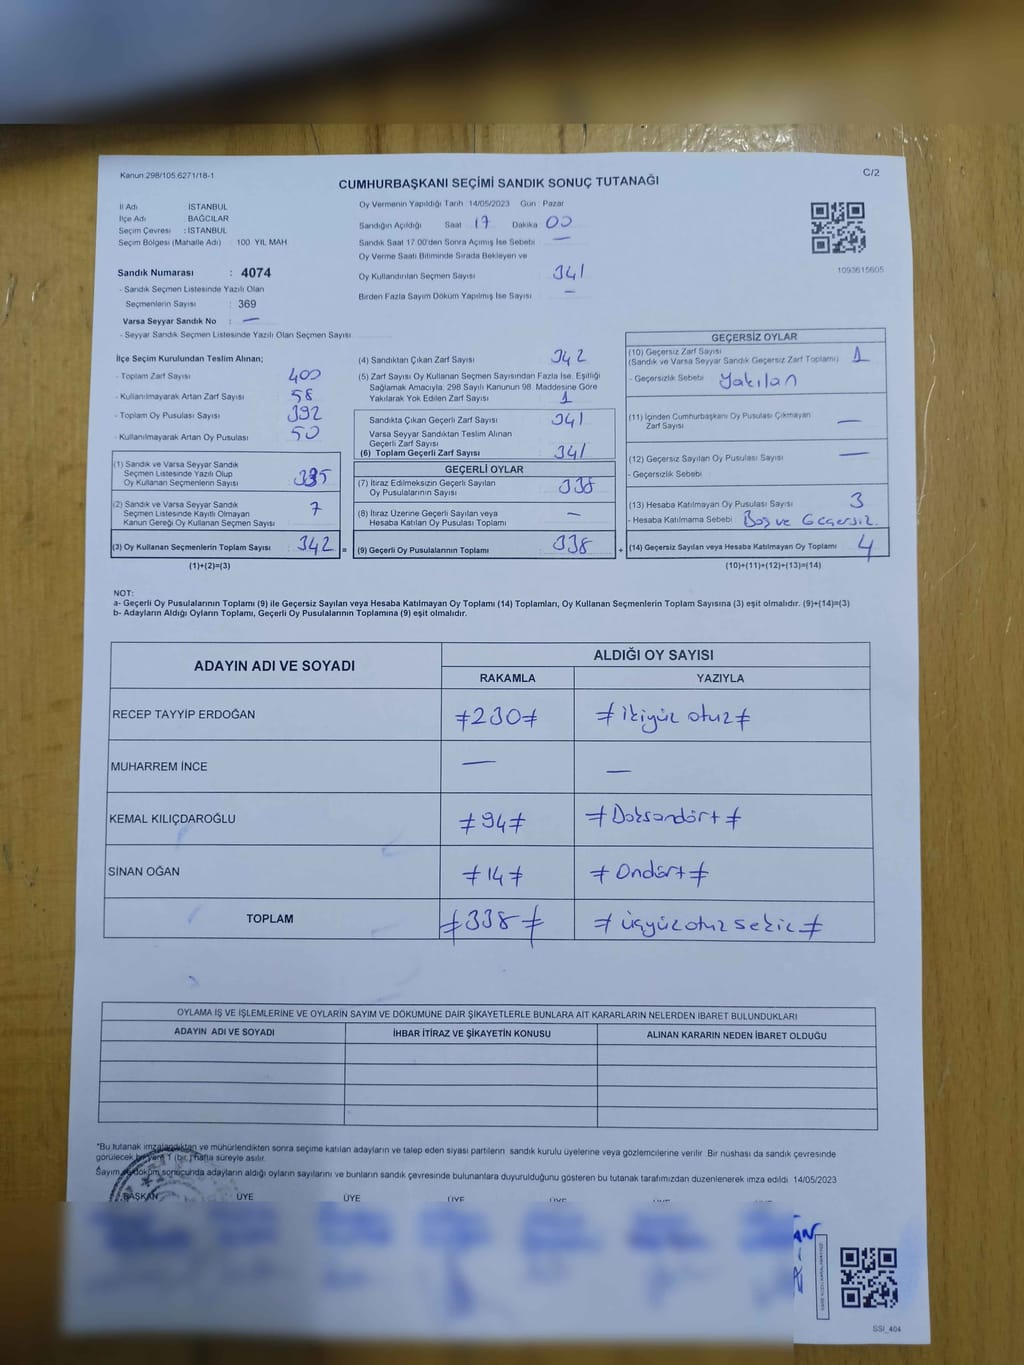 Kanun 298/105.6271/18-1
C/2
CUMHURBAŞKANI SEÇİMİ SANDIK SONUÇ TUTANAĞI
İl Adı : İSTANBUL
İlçe Adı : BAĞCILAR
Seçim Çevresi : İSTANBUL
Seçim Bölgesi (Mahalle Adı) : 100. YIL MAH
Sandık Numarası : 4074
- Sandık Seçmen Listesinde Yazılı Olan
Seçmenlerin Sayısı : 369
Varsa Seyyar Sandık No : —
- Seyyar Sandık Seçmen Listesinde Yazılı Olan Seçmen Sayısı
Oy Vermenin Yapıldığı Tarih 14/05/2023 Gün : Pazar
Sandığın Açıldığı Saat 17 Dakika 00
Sandık Saat 17:00'den Sonra Açımış İse Sebebi —
Oy Verme Saati Bitiminde Sırada Bekleyen ve
Oy Kullandırılan Seçmen Sayısı 341
Birden Fazla Sayım Döküm Yapılmış İse Sayısı —
1093615605
İlçe Seçim Kurulundan Teslim Alınan;
- Toplam Zarf Sayısı 400
- Kullanılmayarak Artan Zarf Sayısı 58
- Toplam Oy Pusulası Sayısı 392
- Kullanılmayarak Artan Oy Pusulası 50
(1) Sandık ve Varsa Seyyar Sandık
Seçmen Listesinde Yazılı Olup
Oy Kullanan Seçmenlerin Sayısı 335
(2) Sandık ve Varsa Seyyar Sandık
Seçmen Listesinde Kayıtlı Olmayan
Kanun Gereği Oy Kullanan Seçmen Sayısı 7
(3) Oy Kullanan Seçmenlerin Toplam Sayısı : 342 =
(1)+(2)=(3)
(4) Sandıktan Çıkan Zarf Sayısı 342
(5) Zarf Sayısı Oy Kullanan Seçmen Sayısından Fazla İse, Eşitliği
Sağlamak Amacıyla, 298 Sayılı Kanunun 98. Maddesine Göre
Yakılarak Yok Edilen Zarf Sayısı 1
Sandıkta Çıkan Geçerli Zarf Sayısı 341
Varsa Seyyar Sandıktan Teslim Alınan
Geçerli Zarf Sayısı
(6) Toplam Geçerli Zarf Sayısı 341
GEÇERLİ OYLAR
(7) İtiraz Edilmeksizin Geçerli Sayılan
Oy Pusulalarının Sayısı 338
(8) İtiraz Üzerine Geçerli Sayılan veya
Hesaba Katılan Oy Pusulası Toplamı —
(9) Geçerli Oy Pusulalarının Toplamı 338 +
GEÇERSİZ OYLAR
(10) Geçersiz Zarf Sayısı 1
(Sandık ve Varsa Seyyar Sandık Geçersiz Zarf Toplamı)
- Geçersizlik Sebebi Yakılan
(11) İçinden Cumhurbaşkanı Oy Pusulası Çıkmayan
Zarf Sayısı —
(12) Geçersiz Sayılan Oy Pusulası Sayısı —
- Geçersizlik Sebebi
(13) Hesaba Katılmayan Oy Pusulası Sayısı 3
- Hesaba Katılmama Sebebi Boş ve Geçersiz.
(14) Geçersiz Sayılan veya Hesaba Katılmayan Oy Toplamı 4
(10)+(11)+(12)+(13)=(14)
NOT:
a- Geçerli Oy Pusulalarının Toplamı (9) ile Geçersiz Sayılan veya Hesaba Katılmayan Oy Toplamı (14) Toplamları, Oy Kullanan Seçmenlerin Toplam Sayısına (3) eşit olmalıdır. (9)+(14)=(3)
b- Adayların Aldığı Oyların Toplamı, Geçerli Oy Pusulalarının Toplamına (9) eşit olmalıdır.
ADAYIN ADI VE SOYADI
ALDIĞI OY SAYISI
RAKAMLA YAZIYLA
RECEP TAYYİP ERDOĞAN ≠230≠ ≠ ikiyüz otuz ≠
MUHARREM İNCE — —
KEMAL KILIÇDAROĞLU ≠94≠ ≠ Doksandört ≠
SİNAN OĞAN ≠14≠ ≠ Ondört ≠
TOPLAM ≠338≠ ≠ üçyüz otuz sekiz ≠
OYLAMA İŞ VE İŞLEMLERİNE VE OYLARIN SAYIM VE DÖKÜMÜNE DAİR ŞİKAYETLERLE BUNLARA AİT KARARLARIN NELERDEN İBARET BULUNDUKLARI
ADAYIN ADI VE SOYADI İHBAR İTİRAZ VE ŞİKAYETİN KONUSU ALINAN KARARIN NEDEN İBARET OLDUĞU
*Bu tutanak imzalandıktan ve mühürlendikten sonra seçime katılan adayların ve talep eden siyasi partilerin sandık kurulu üyelerine veya gözlemcilerine verilir. Bir nüshası da sandık çevresinde
görülecek bir yere 1 (bir) hafta süreyle asılır.
Sayım ve döküm sonucunda adayların aldığı oyların sayılarını ve bunların sandık çevresinde bulunanlara duyurulduğunu gösteren bu tutanak tarafımızdan düzenlenerek imza edildi. 14/05/2023
BAŞKAN ÜYE ÜYE ÜYE
SSI_404